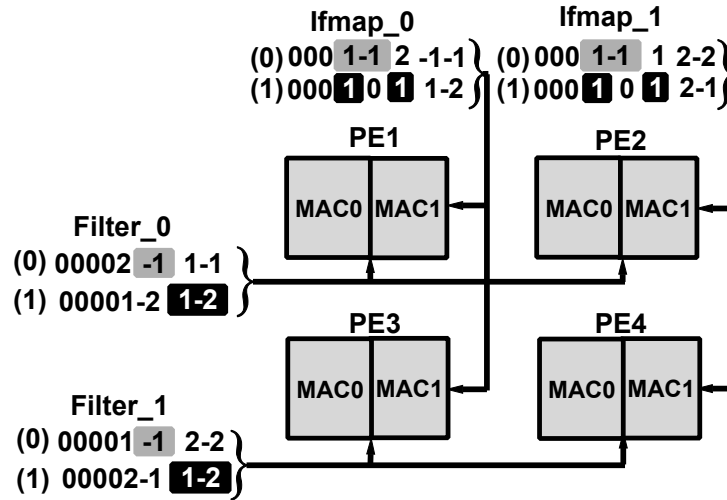 Ifmap_0
Ifmap_1
(0) 000 1-1 2 -1-1
(0) 000 1-1 1 2-2
(1) 000 1 0 1 1-2
(1) 000 1 0 1 2-1
PE1
PE2
MAC0 MAC1
MAC0 MAC1
Filter_0
(0) 00002 -1 1-1
(1) 00001-2 1-2
PE3
PE4
MAC0 MAC1
MAC0 MAC1
Filter_1
(0) 00001 -1 2-2
(1) 00002-1 1-2